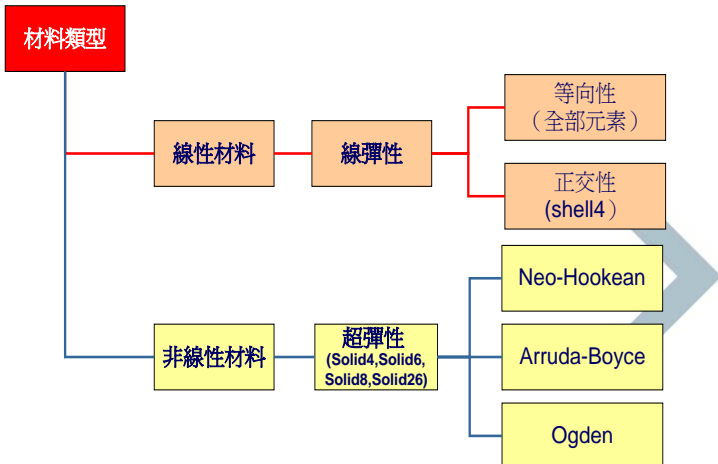 材料類型
線性材料
線彈性
等向性
（全部元素）
正交性
(shell4）
非線性材料
超彈性
(Solid4,Solid6,
Solid8,Solid26)
Neo-Hookean
Arruda-Boyce
Ogden